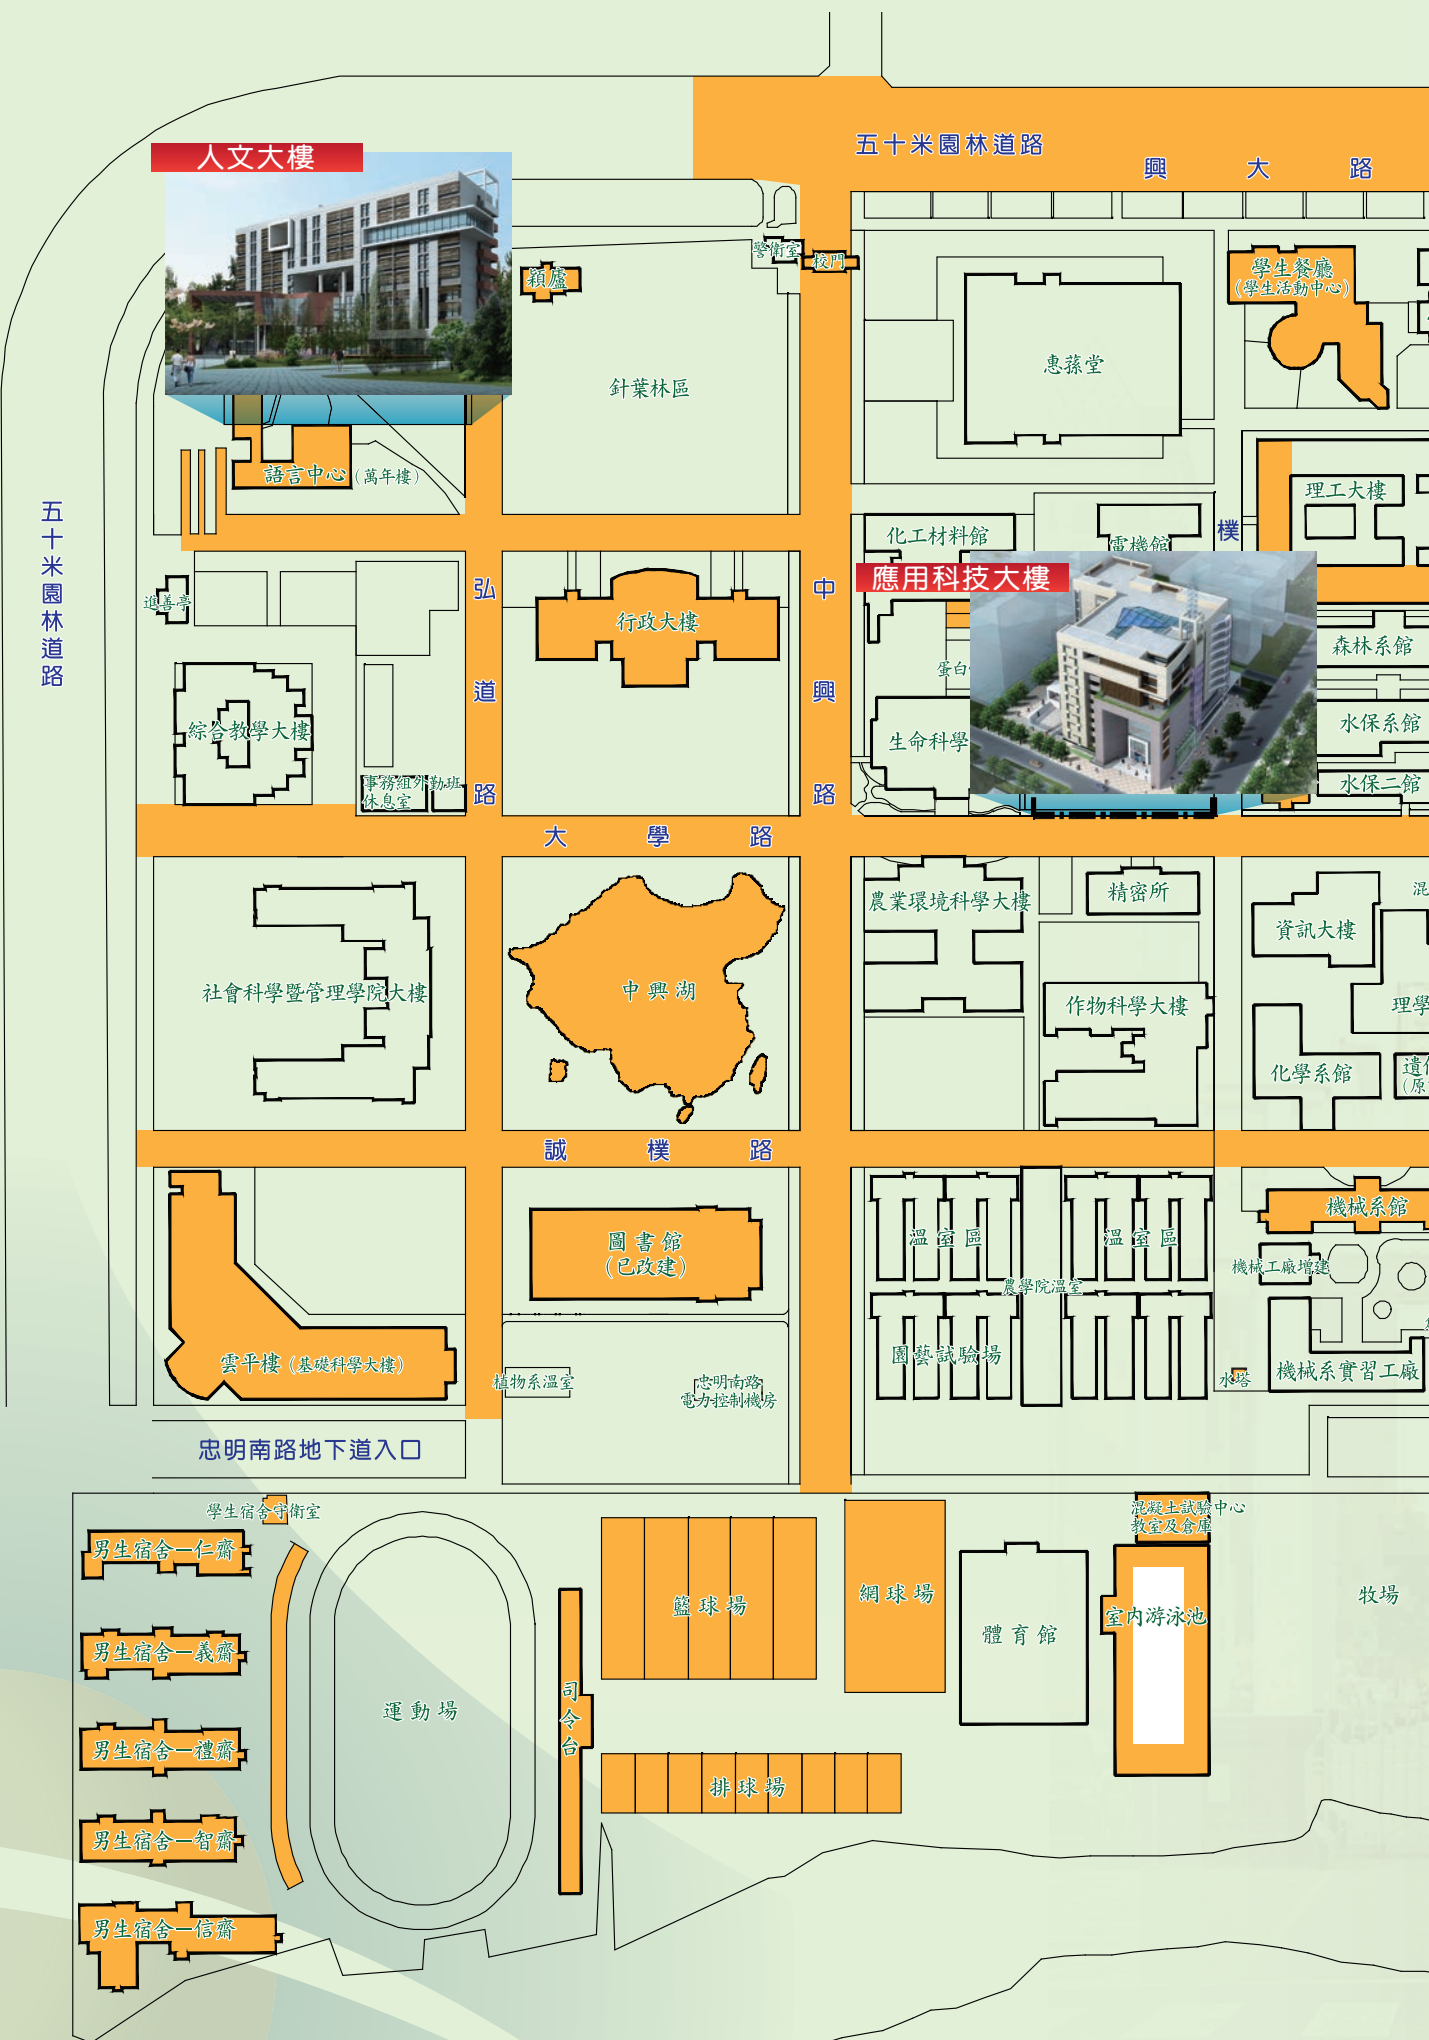 人文大樓
五十米園林道路
興大路
警衛室
校門
穎廬
學生餐廳
(學生活動中心)
惠蓀堂
針葉林區
語言中心(萬年樓)
理工大樓
五十米園林道路
化工材料館
電機館
樸
應用科技大樓
進善亭
弘道路
行政大樓
中興路
森林系館
蛋白
綜合教學大樓
生命科學
水保系館
事務組外勤班
休息室
水保二館
大學路
農業環境科學大樓
精密所
混
資訊大樓
社會科學暨管理學院大樓
中興湖
作物科學大樓
理學
化學系館
遺
(原
誠樸路
圖書館
(已改建)
溫室區
溫室區
機械系館
農學院溫室
機械工廠增建
雲平樓(基礎科學大樓)
園藝試驗場
機械系實習工廠
水塔
植物系溫室
忠明南路
電力控制機房
忠明南路地下道入口
學生宿舍守衛室
混凝土試驗中心
教室及倉庫
男生宿舍—仁齋
籃球場
網球場
體育館
室內游泳池
牧場
男生宿舍—義齋
運動場
司令台
男生宿舍—禮齋
排球場
男生宿舍—智齋
男生宿舍—信齋